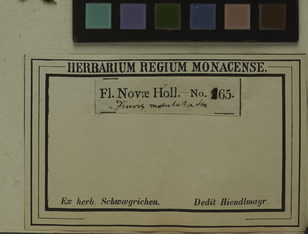 HERBARIUM REGIUM MONACENSE.
Fl. Novæ Holl. No. 165.
Ex herb. Schwægrichen. Dedit Hiendlmayr.